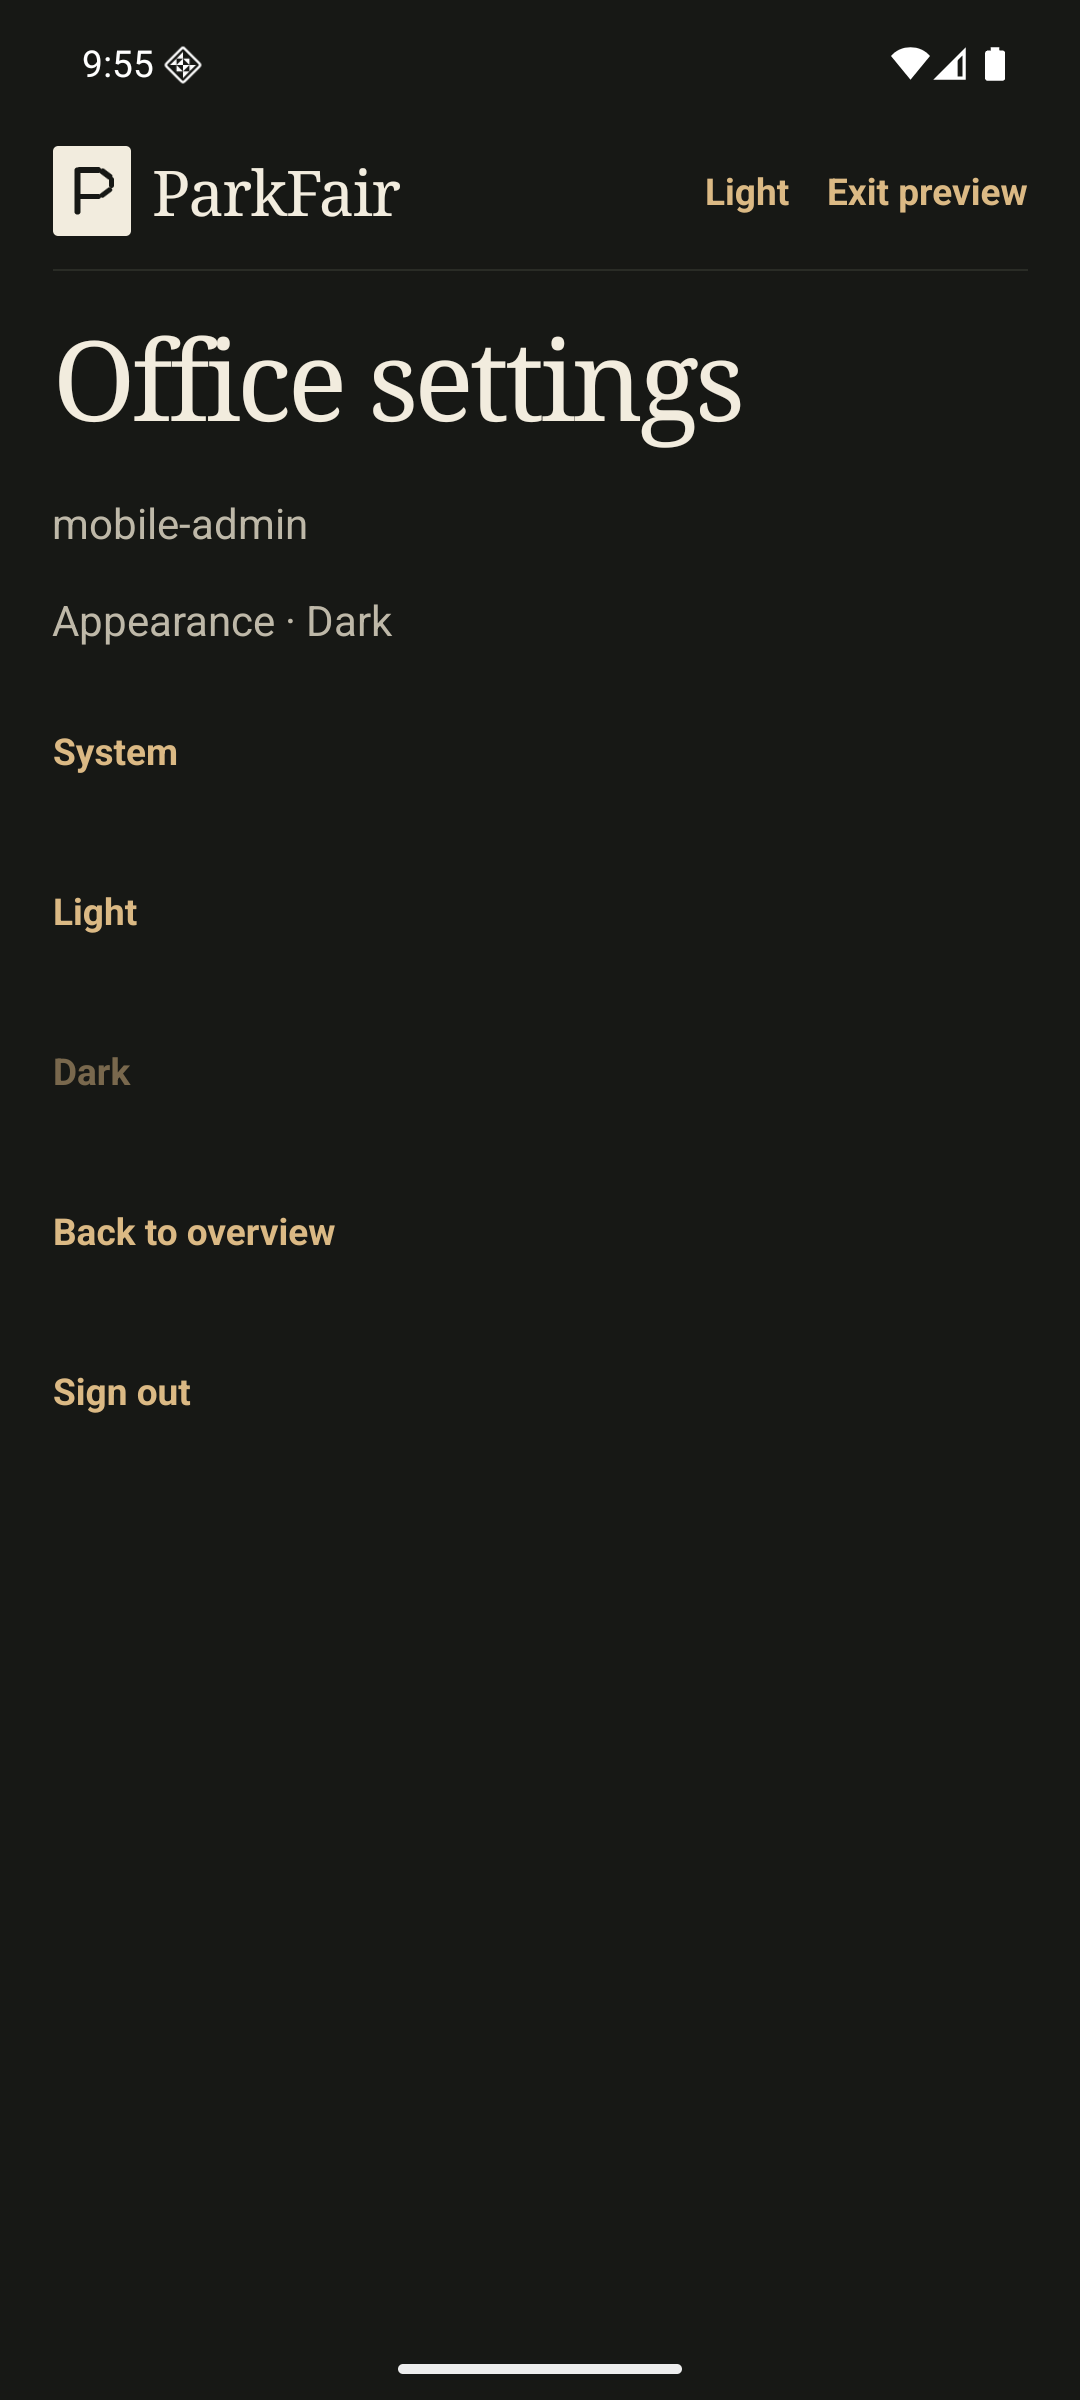 9:55
P ParkFair Light Exit preview
Office settings
mobile-admin
Appearance · Dark
System
Light
Dark
Back to overview
Sign out